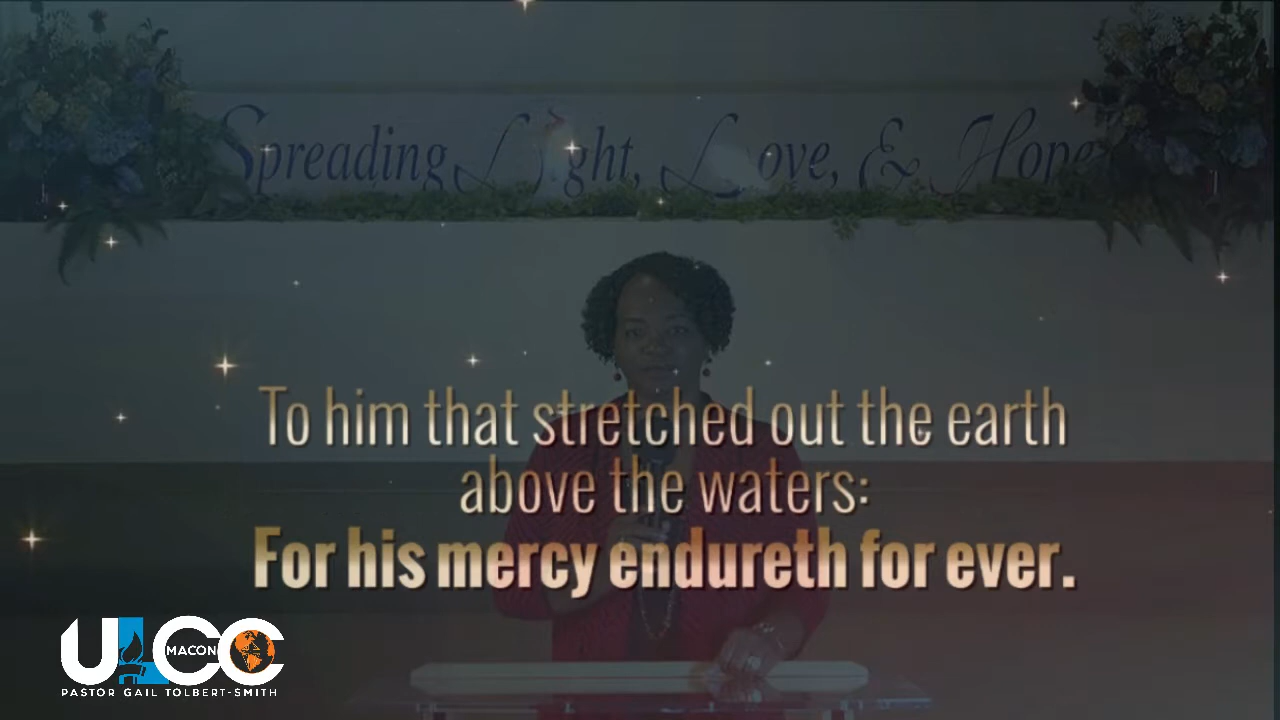 Spreading Light, Love, & Hope
To him that stretched out the earth
above the waters:
For his mercy endureth for ever.
ULCC
MACON
PASTOR GAIL TOLBERT-SMITH